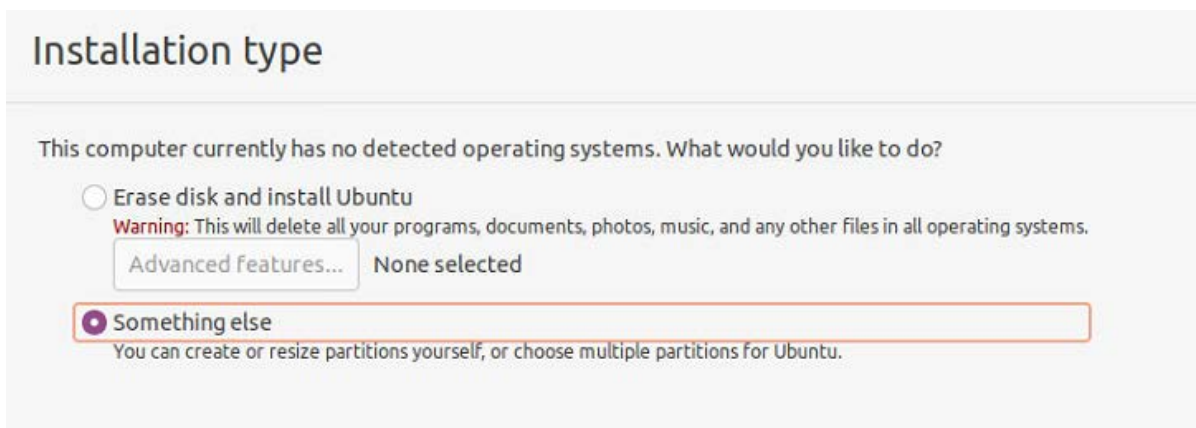 Installation type
This computer currently has no detected operating systems. What would you like to do?
Erase disk and install Ubuntu
Warning: This will delete all your programs, documents, photos, music, and any other files in all operating systems.
Advanced features... None selected
Something else
You can create or resize partitions yourself, or choose multiple partitions for Ubuntu.